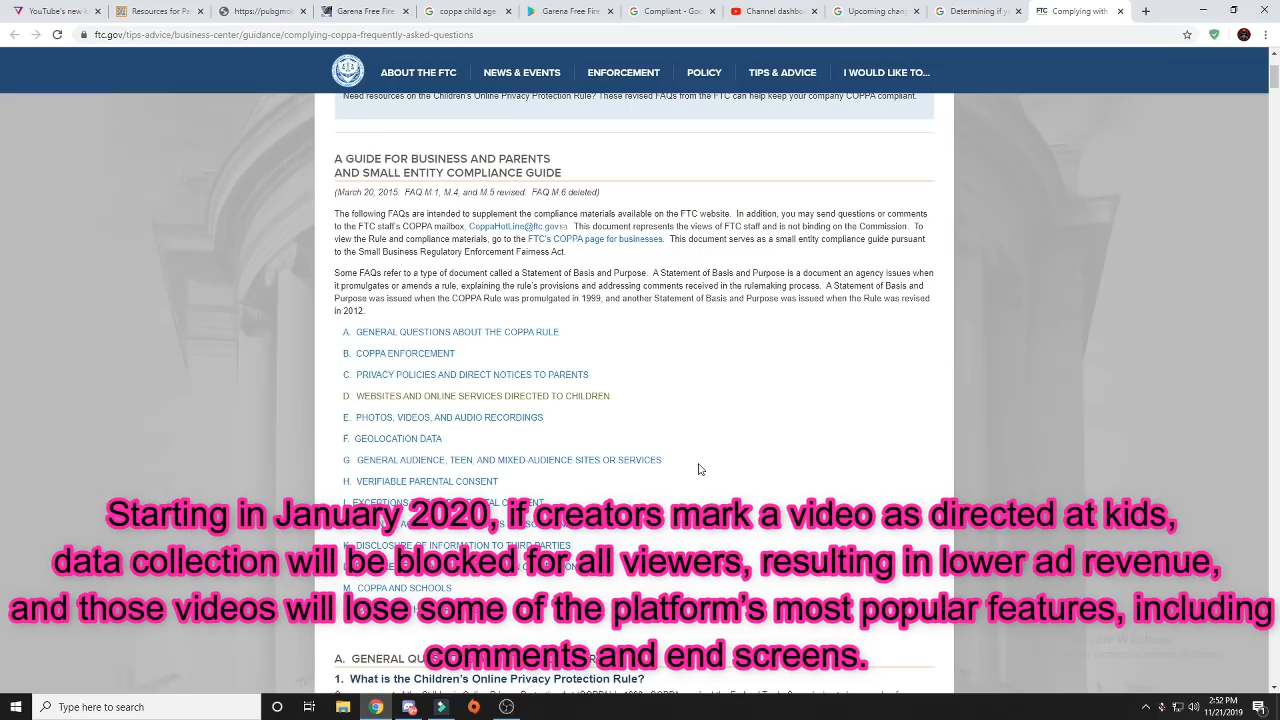 YouTube's new k
Resources for Pa
https://pubgmob
Garena Free Fire
coppa child age
Garena Free Fire
Compliant - Goo
Channel dashboa
Upcoming chang
Determining if y
Complying with
ftc.gov/tips-advice/business-center/guidance/complying-coppa-frequently-asked-questions
ABOUT THE FTC
NEWS & EVENTS
ENFORCEMENT
POLICY
TIPS & ADVICE
I WOULD LIKE TO...
Need resources on the Children's Online Privacy Protection Rule? These revised FAQs from the FTC can help keep your company COPPA compliant.
A GUIDE FOR BUSINESS AND PARENTS
AND SMALL ENTITY COMPLIANCE GUIDE
(March 20, 2015. FAQ M.1, M.4, and M.5 revised. FAQ M.6 deleted)
The following FAQs are intended to supplement the compliance materials available on the FTC website. In addition, you may send questions or comments
to the FTC staff's COPPA mailbox, CoppaHotLine@ftc.gov. This document represents the views of FTC staff and is not binding on the Commission. To
view the Rule and compliance materials, go to the FTC's COPPA page for businesses. This document serves as a small entity compliance guide pursuant
to the Small Business Regulatory Enforcement Fairness Act.
Some FAQs refer to a type of document called a Statement of Basis and Purpose. A Statement of Basis and Purpose is a document an agency issues when
it promulgates or amends a rule, explaining the rule's provisions and addressing comments received in the rulemaking process. A Statement of Basis and
Purpose was issued when the COPPA Rule was promulgated in 1999, and another Statement of Basis and Purpose was issued when the Rule was revised
in 2012.
A. GENERAL QUESTIONS ABOUT THE COPPA RULE
B. COPPA ENFORCEMENT
C. PRIVACY POLICIES AND DIRECT NOTICES TO PARENTS
D. WEBSITES AND ONLINE SERVICES DIRECTED TO CHILDREN
E. PHOTOS, VIDEOS, AND AUDIO RECORDINGS
F. GEOLOCATION DATA
G. GENERAL AUDIENCE, TEEN, AND MIXED-AUDIENCE SITES OR SERVICES
H. VERIFIABLE PARENTAL CONSENT
Starting in January 2020, if creators mark a video as directed at kids,
K. DISCLOSURE OF INFORMATION TO THIRD PARTIES
data collection will be blocked for all viewers, resulting in lower ad revenue,
M. COPPA AND SCHOOLS
and those videos will lose some of the platform's most popular features, including
comments and end screens.
A. GENERAL
1. What is the Children's Online Privacy Protection Rule?
Type here to search
2:52 PM
11/21/2019